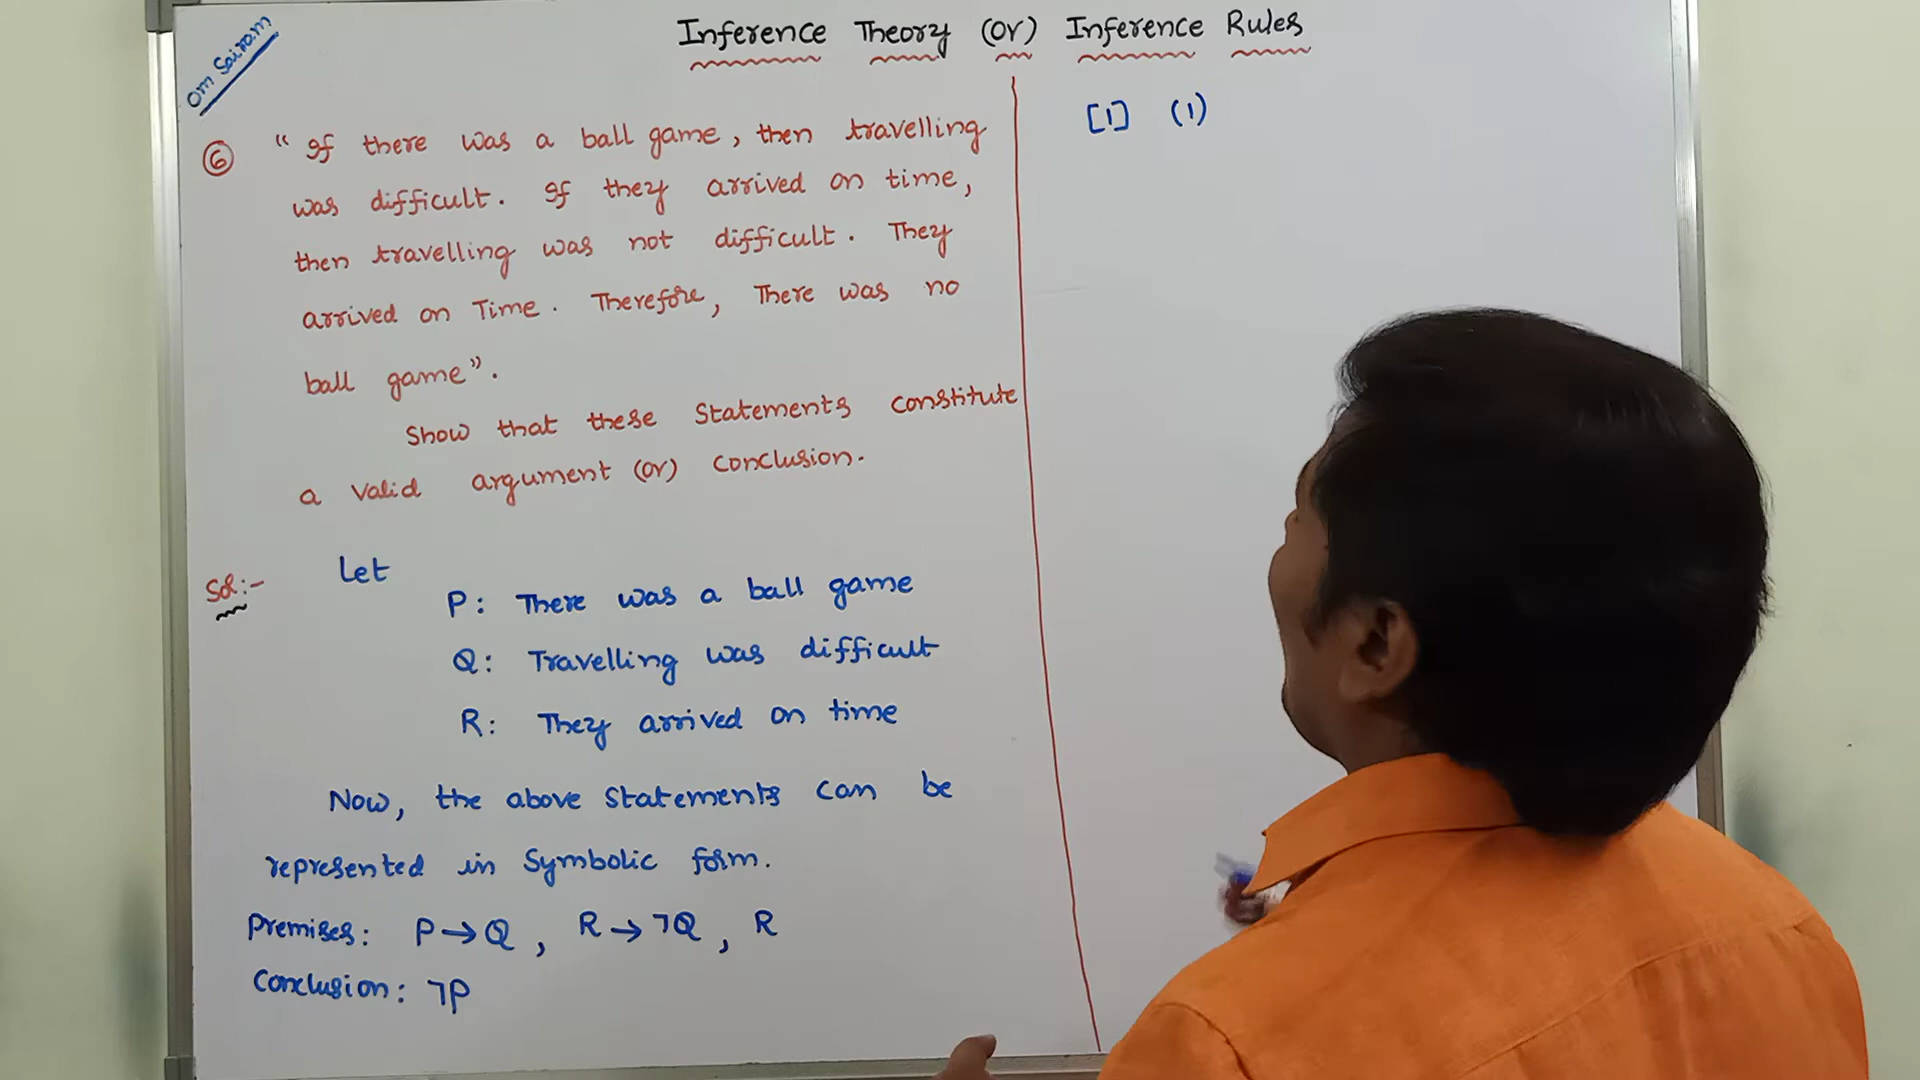 Om Sairam
Inference Theory (or) Inference Rules
6 "If there was a ball game, then travelling
was difficult. If they arrived on time,
then travelling was not difficult. They
arrived on Time. Therefore, There was no
ball game".
Show that these Statements constitute
a valid argument (or) conclusion.
Sol:- Let
P: There was a ball game
Q: Travelling was difficult
R: They arrived on time
Now, the above Statements can be
represented in Symbolic form.
Premises: P→Q, R→¬Q, R
Conclusion: ¬P
[1] (1)